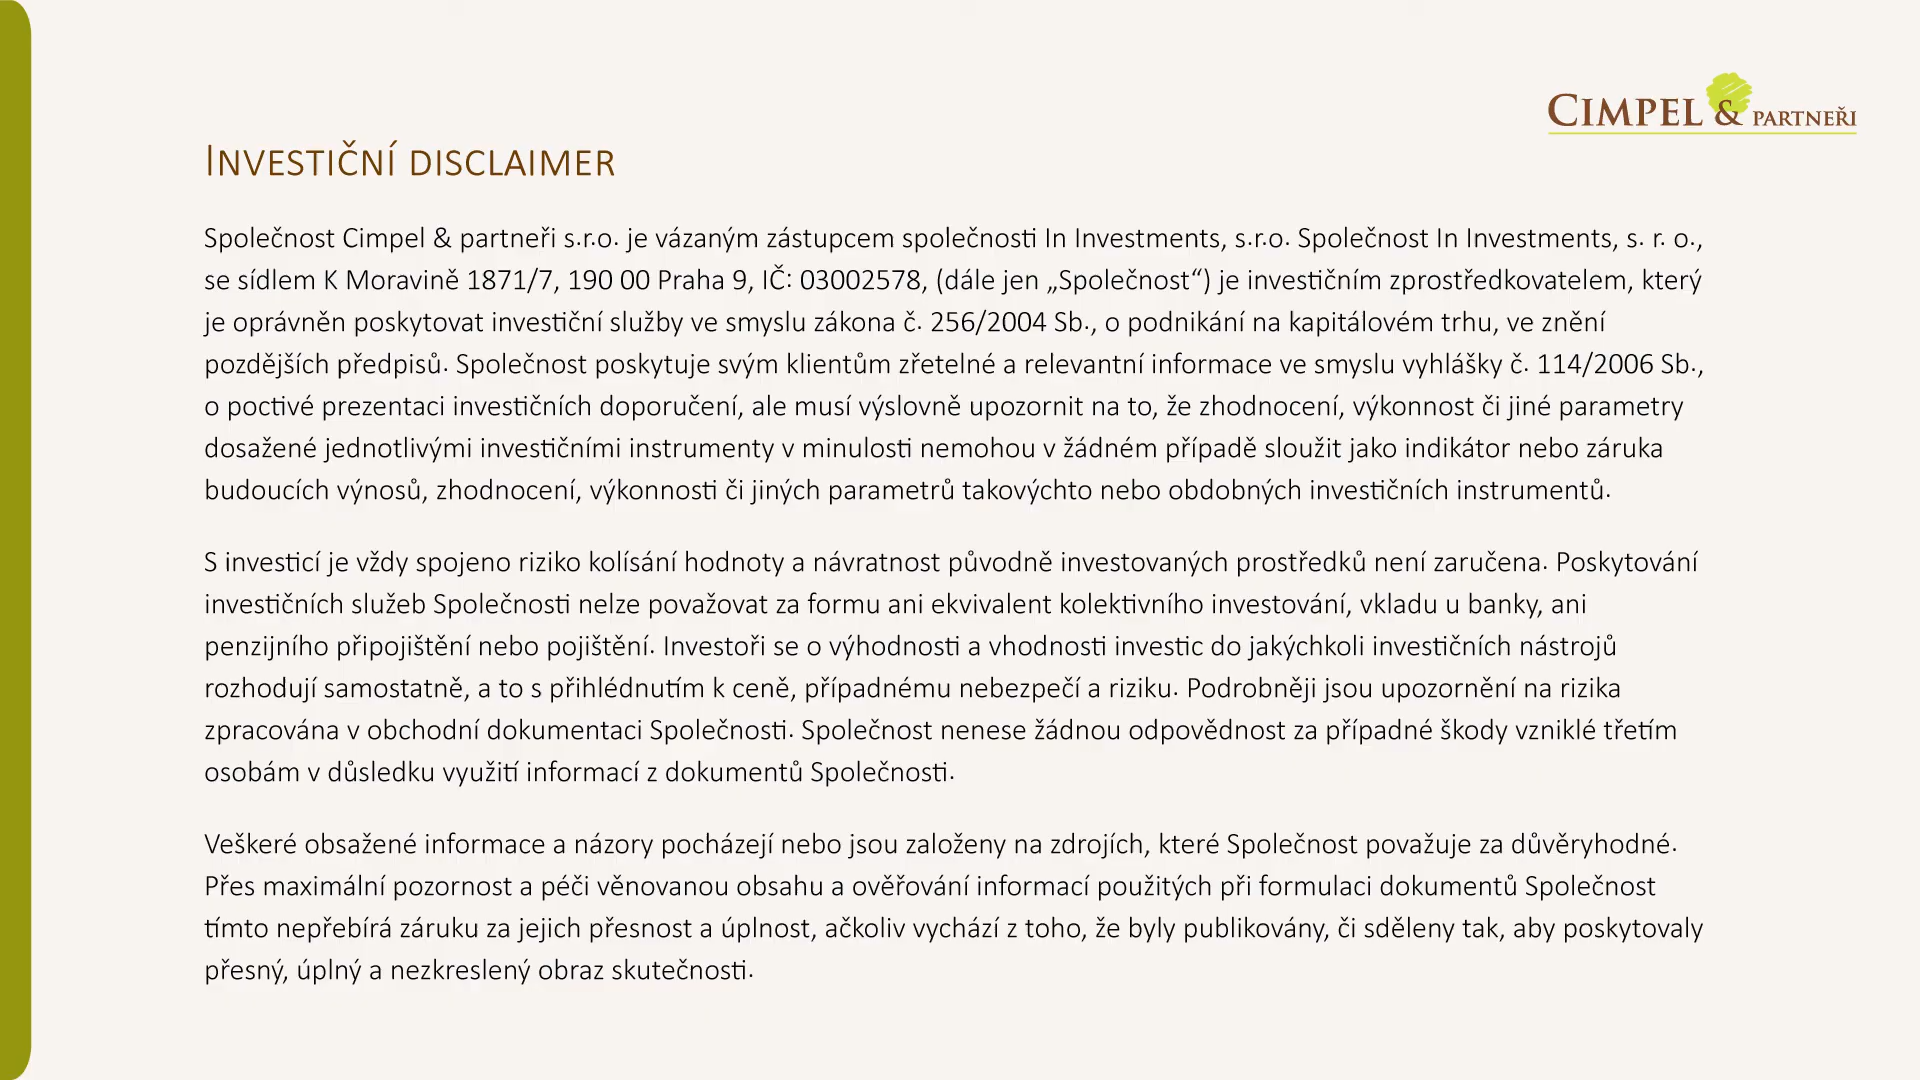 CIMPEL & PARTNEŘI
INVESTIČNÍ DISCLAIMER
Společnost Cimpel & partneři s.r.o. je vázaným zástupcem společnosti In Investments, s.r.o. Společnost In Investments, s. r. o.,
se sídlem K Moravině 1871/7, 190 00 Praha 9, IČ: 03002578, (dále jen „Společnost“) je investičním zprostředkovatelem, který
je oprávněn poskytovat investiční služby ve smyslu zákona č. 256/2004 Sb., o podnikání na kapitálovém trhu, ve znění
pozdějších předpisů. Společnost poskytuje svým klientům zřetelné a relevantní informace ve smyslu vyhlášky č. 114/2006 Sb.,
o poctivé prezentaci investičních doporučení, ale musí výslovně upozornit na to, že zhodnocení, výkonnost či jiné parametry
dosažené jednotlivými investičními instrumenty v minulosti nemohou v žádném případě sloužit jako indikátor nebo záruka
budoucích výnosů, zhodnocení, výkonnosti či jiných parametrů takovýchto nebo obdobných investičních instrumentů.
S investicí je vždy spojeno riziko kolísání hodnoty a návratnost původně investovaných prostředků není zaručena. Poskytování
investičních služeb Společnosti nelze považovat za formu ani ekvivalent kolektivního investování, vkladu u banky, ani
penzijního připojištění nebo pojištění. Investoři se o výhodnosti a vhodnosti investic do jakýchkoli investičních nástrojů
rozhodují samostatně, a to s přihlédnutím k ceně, případnému nebezpečí a riziku. Podrobněji jsou upozornění na rizika
zpracována v obchodní dokumentaci Společnosti. Společnost nenese žádnou odpovědnost za případné škody vzniklé třetím
osobám v důsledku využití informací z dokumentů Společnosti.
Veškeré obsažené informace a názory pocházejí nebo jsou založeny na zdrojích, které Společnost považuje za důvěryhodné.
Přes maximální pozornost a péči věnovanou obsahu a ověřování informací použitých při formulaci dokumentů Společnost
tímto nepřebírá záruku za jejich přesnost a úplnost, ačkoliv vychází z toho, že byly publikovány, či sděleny tak, aby poskytovaly
přesný, úplný a nezkreslený obraz skutečnosti.